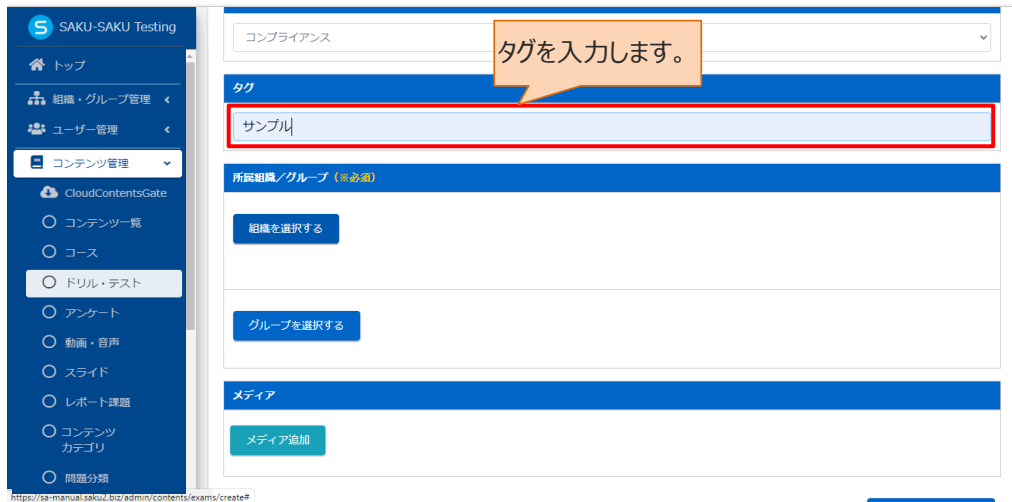 SAKU-SAKU Testing
トップ
組織・グループ管理
ユーザー管理
コンテンツ管理
CloudContentsGate
コンテンツ一覧
コース
ドリル・テスト
アンケート
動画・音声
スライド
レポート課題
コンテンツ
カテゴリ
問題分類
https://sa-manual.saku2.biz/admin/contents/exams/create#
コンプライアンス
タグを入力します。
タグ
サンプル
所属組織／グループ（※必須）
組織を選択する
グループを選択する
メディア
メディア追加